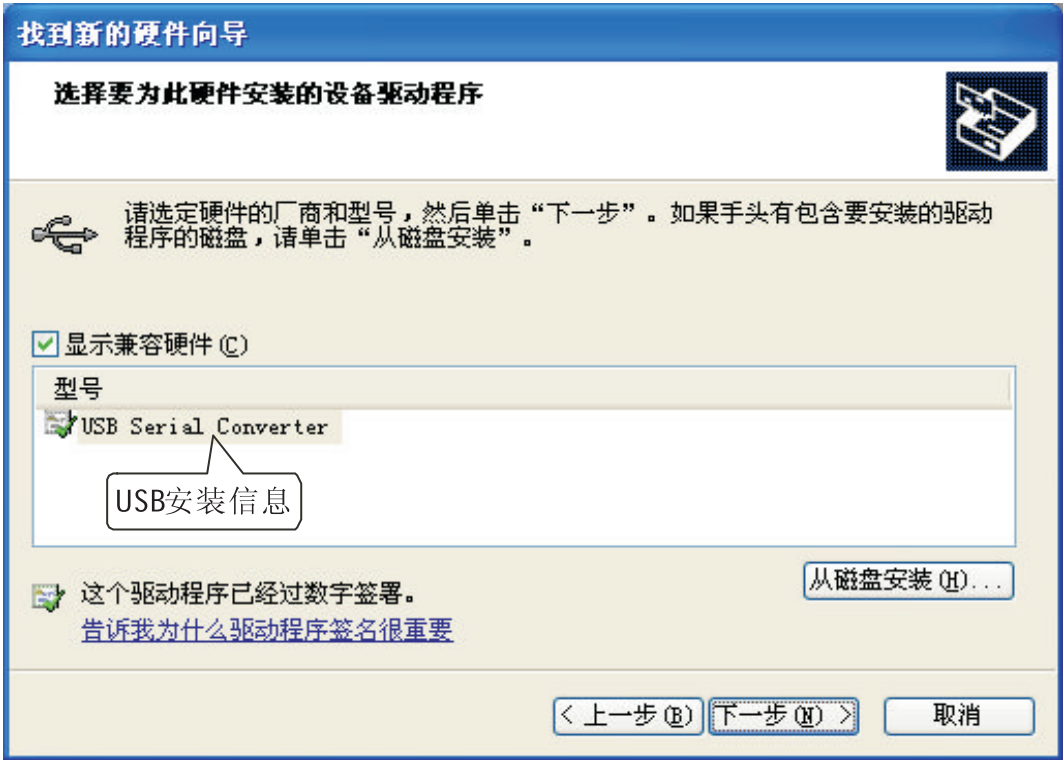 找到新的硬件向导
选择要为此硬件安装的设备驱动程序
请选定硬件的厂商和型号，然后单击“下一步”。如果手头有包含要安装的驱动
程序的磁盘，请单击“从磁盘安装”。
显示兼容硬件(C)
型号
USB Serial Converter
USB安装信息
这个驱动程序已经过数字签署。
从磁盘安装(H)...
告诉我为什么驱动程序签名很重要
< 上一步(B) 下一步(N) > 取消